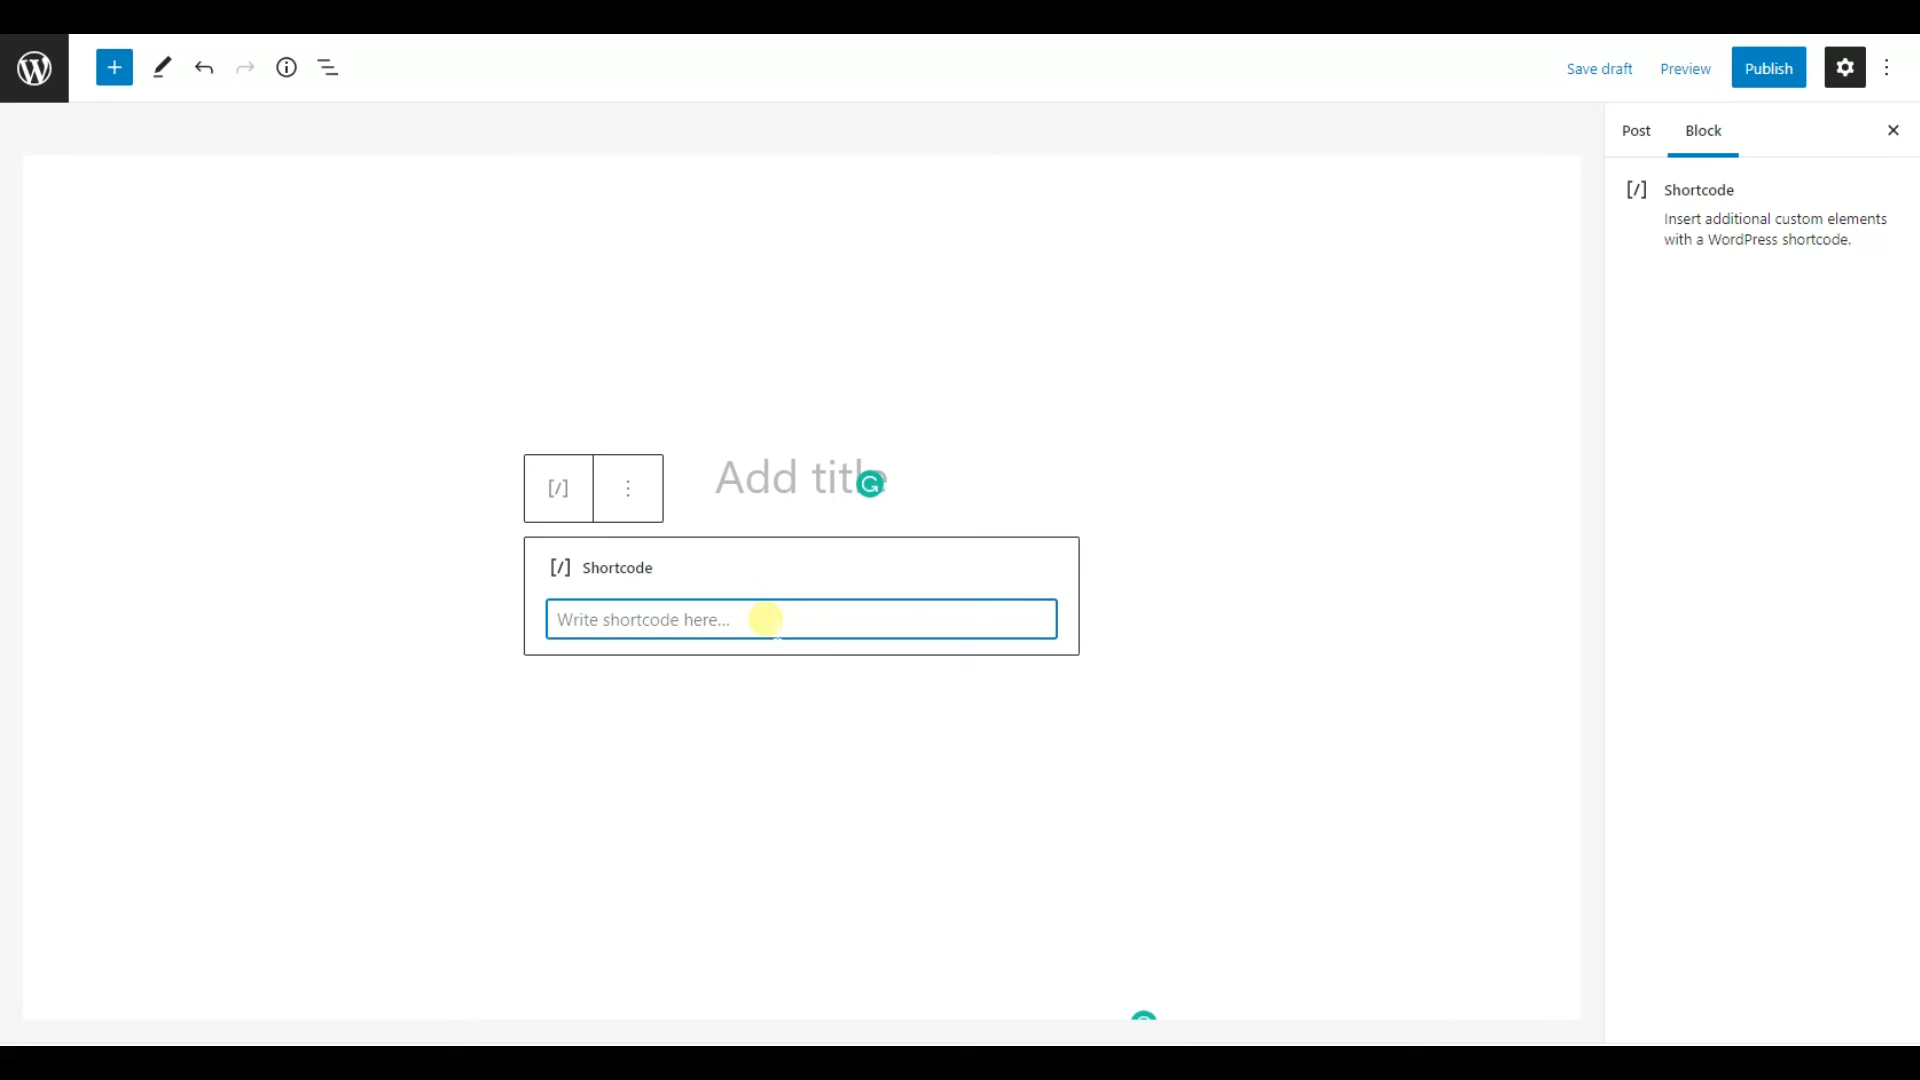 Save draft
Preview
Publish
Post
Block
[/] Shortcode
Insert additional custom elements
with a WordPress shortcode.
[/]
Add title
[/] Shortcode
Write shortcode here...